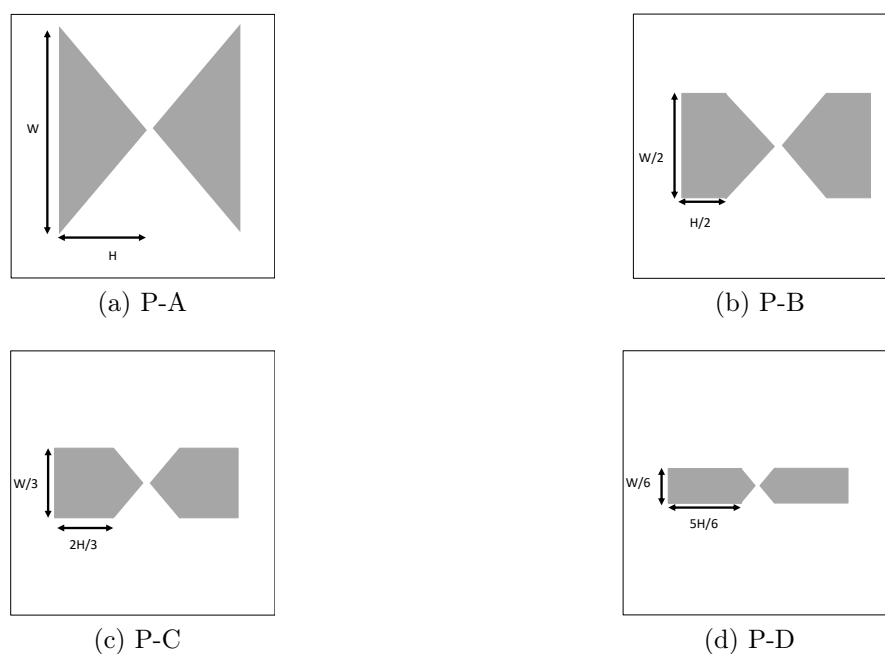 W
H
(a) P-A
W/2
H/2
(b) P-B
W/3
2H/3
(c) P-C
W/6
5H/6
(d) P-D